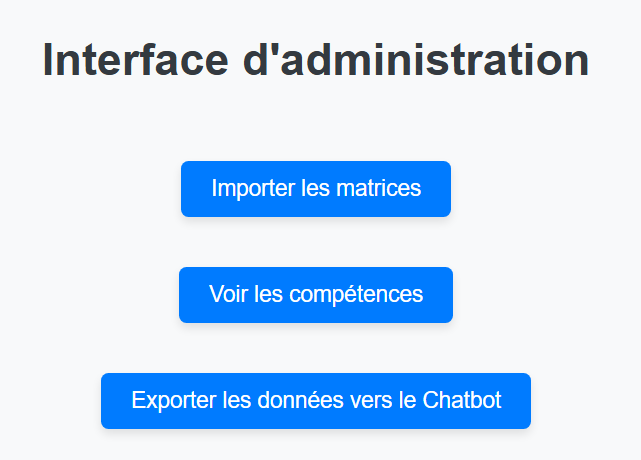 Interface d'administration
Importer les matrices
Voir les compétences
Exporter les données vers le Chatbot